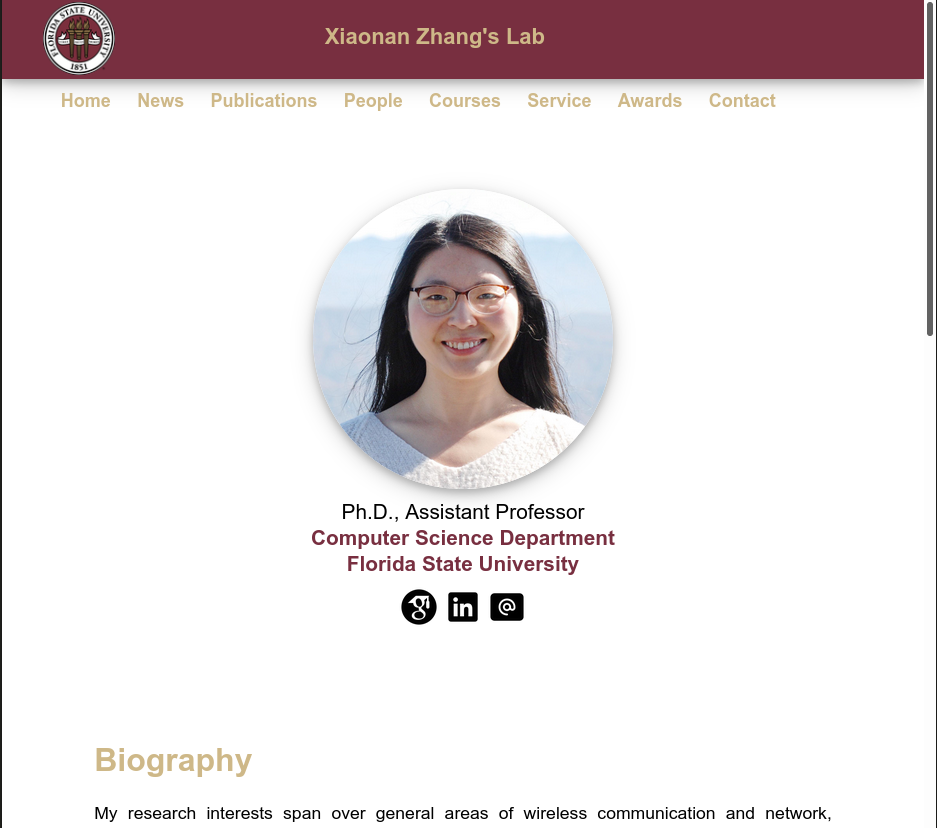 FLORIDA STATE UNIVERSITY
1851
Xiaonan Zhang's Lab
Home News Publications People Courses Service Awards Contact
Ph.D., Assistant Professor
Computer Science Department
Florida State University
in @
Biography
My research interests span over general areas of wireless communication and network,